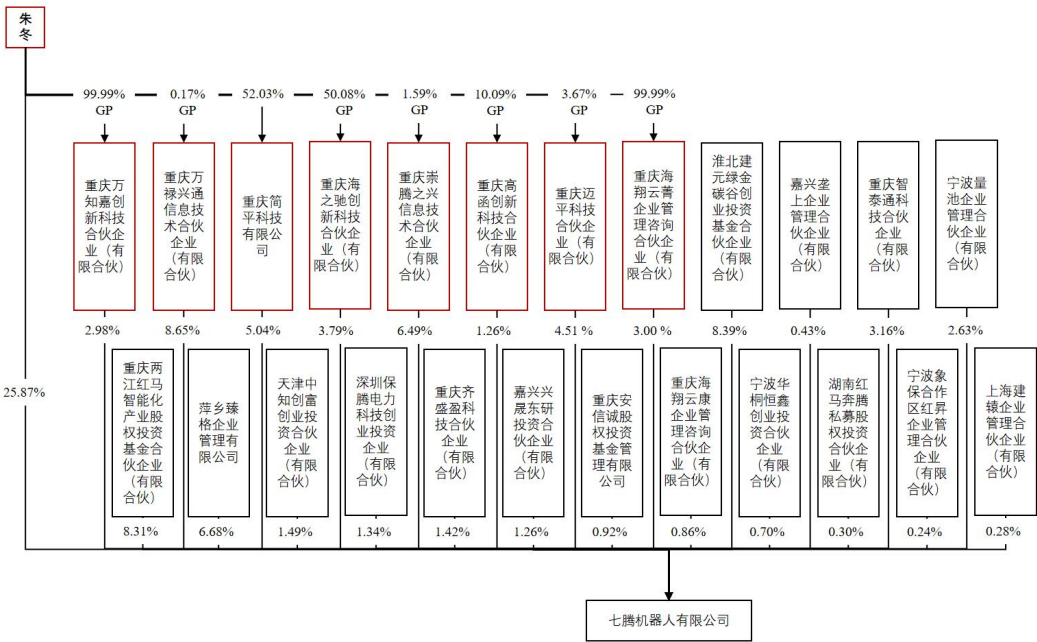 朱
冬
99.99%
GP
0.17%
GP
52.03%
50.08%
GP
1.59%
GP
10.09%
GP
3.67%
GP
99.99%
GP
重庆万
知嘉创
新科技
合伙企
业（有
限合伙）
重庆万
禄兴通
信息技
术合伙
企业
（有限
合伙）
重庆简
平科技
有限公
司
重庆海
之驰创
新科技
合伙企
业（有
限合伙）
重庆崇
腾之兴
信息技
术合伙
企业
（有限
合伙）
重庆高
函创新
科技合
伙企业
（有限
合伙）
重庆迈
平科技
合伙企
业（有
限合伙）
重庆海
翔云菁
企业管
理咨询
合伙企
业（有
限合伙）
淮北建
元绿金
碳谷创
业投资
基金合
伙企业
（有限
合伙）
嘉兴垄
上企业
管理合
伙企业
（有限
合伙）
重庆智
泰通科
技合伙
企业
（有限
合伙）
宁波量
池企业
管理合
伙企业
（有限
合伙）
2.98%
8.65%
5.04%
3.79%
6.49%
1.26%
4.51 %
3.00 %
8.39%
0.43%
3.16%
2.63%
25.87%
重庆两
江红马
智能化
产业股
权投资
基金合
伙企业
（有限
合伙）
萍乡臻
格企业
管理有
限公司
天津中
知创富
创业投
资合伙
企业
（有限
合伙）
深圳保
腾电力
科技创
业投资
企业
（有限
合伙）
重庆齐
盛盈科
技合伙
企业
（有限
合伙）
嘉兴兴
晟东研
投资合
伙企业
（有限
合伙）
重庆安
信诚股
权投资
基金管
理有限
公司
重庆海
翔云康
企业管
理咨询
合伙企
业（有
限合伙）
宁波华
桐恒鑫
创业投
资合伙
企业
（有限
合伙）
湖南红
马奔腾
私募股
权投资
合伙企
业（有
限合伙）
宁波象
保合作
区红昇
企业管
理合伙
企业
（有限
合伙）
上海建
辕企业
管理合
伙企业
（有限
合伙）
8.31%
6.68%
1.49%
1.34%
1.42%
1.26%
0.92%
0.86%
0.70%
0.30%
0.24%
0.28%
七腾机器人有限公司